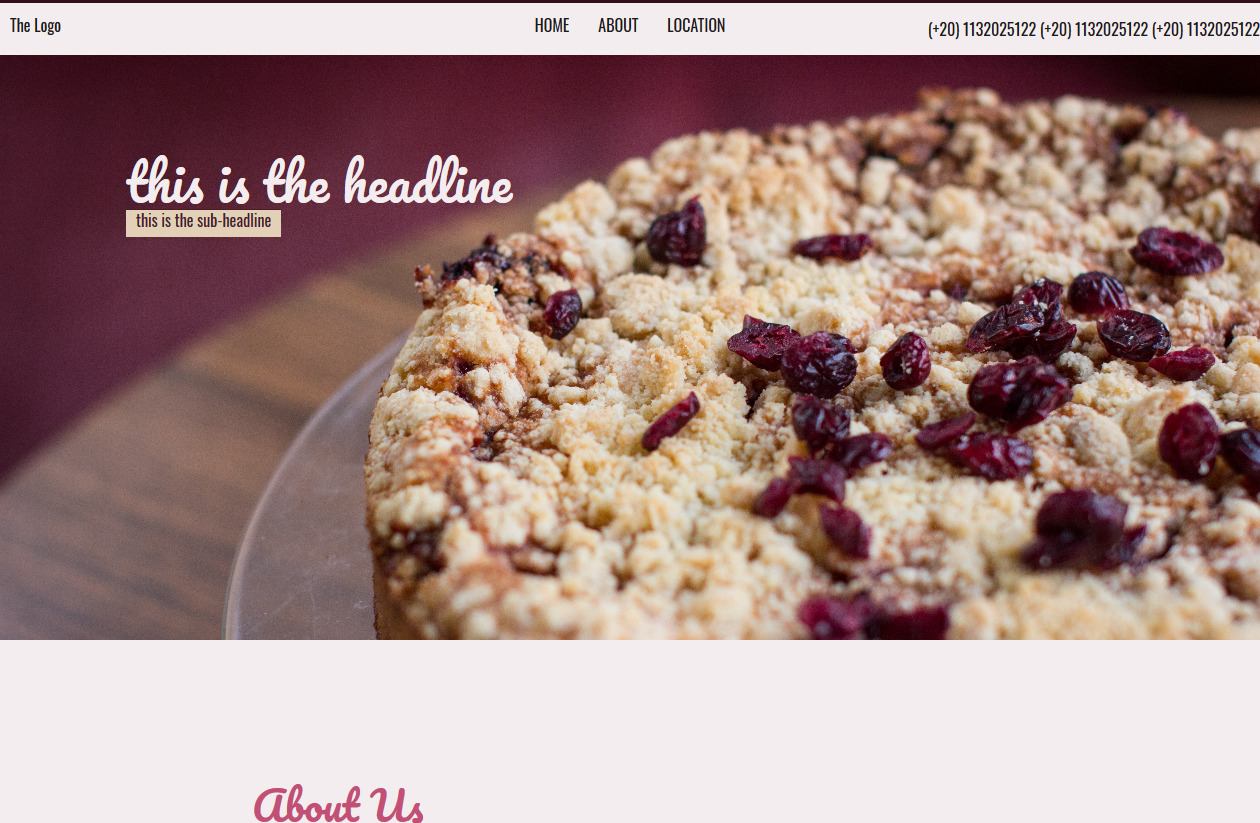 The Logo
HOME ABOUT LOCATION
(+20) 1132025122 (+20) 1132025122 (+20) 1132025122
this is the headline
this is the sub-headline
About Us